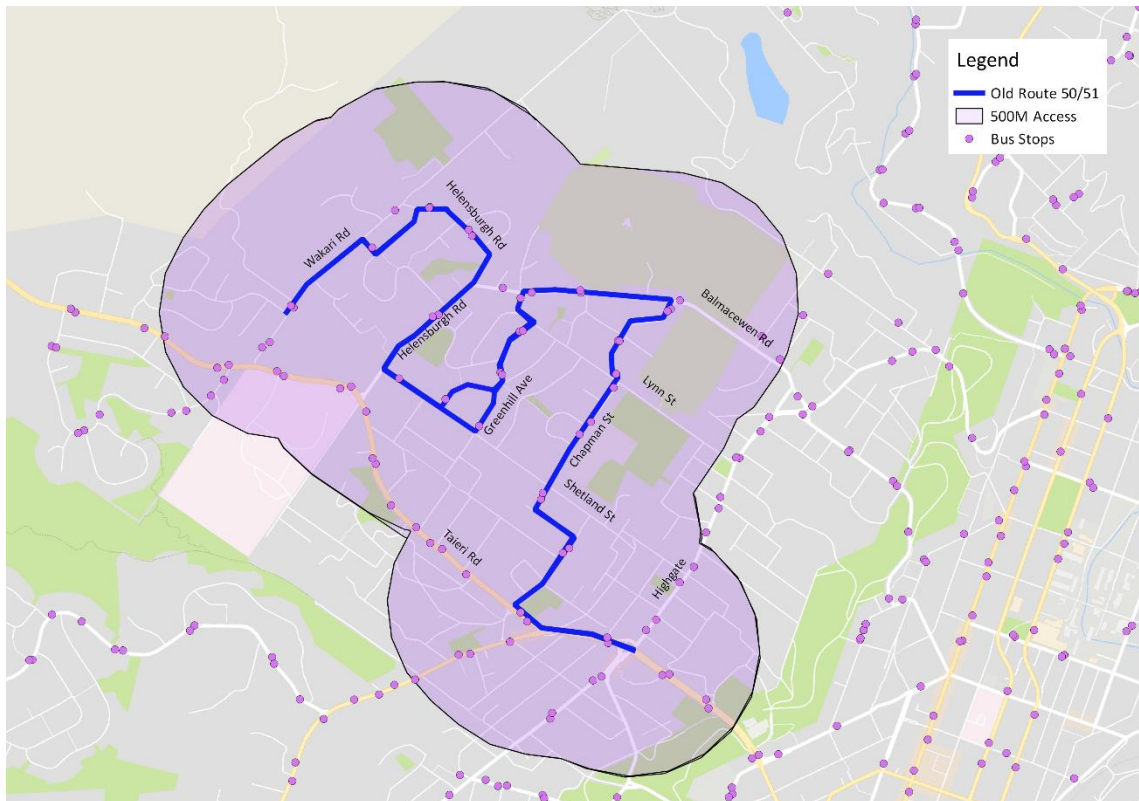 Legend
Old Route 50/51
500M Access
Bus Stops
Helensburgh Rd
Wakari Rd
Balmacewen Rd
Helensburgh Rd
Lynn St
Greenhill Ave
Chapman St
Shetland St
Taieri Rd
Highgate